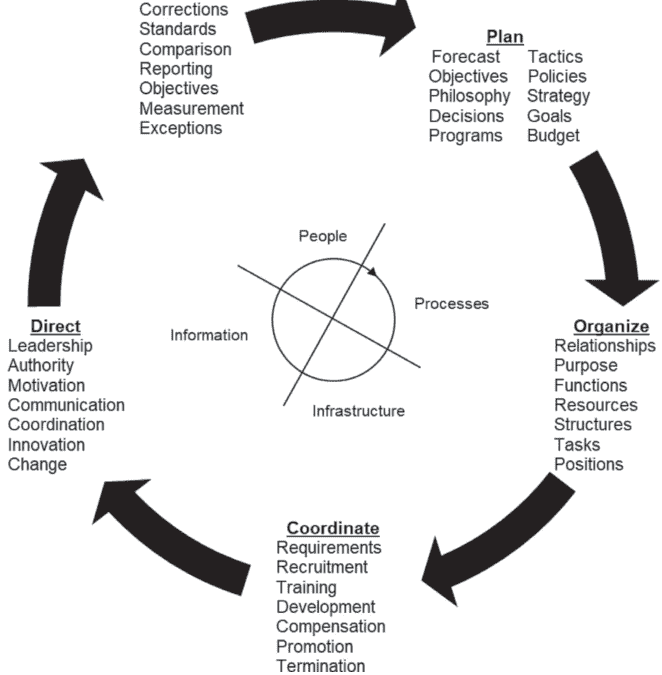 Corrections
Standards
Comparison
Reporting
Objectives
Measurement
Exceptions
Plan
Forecast Tactics
Objectives Policies
Philosophy Strategy
Decisions Goals
Programs Budget
People
Processes
Information
Infrastructure
Direct
Leadership
Authority
Motivation
Communication
Coordination
Innovation
Change
Organize
Relationships
Purpose
Functions
Resources
Structures
Tasks
Positions
Coordinate
Requirements
Recruitment
Training
Development
Compensation
Promotion
Termination